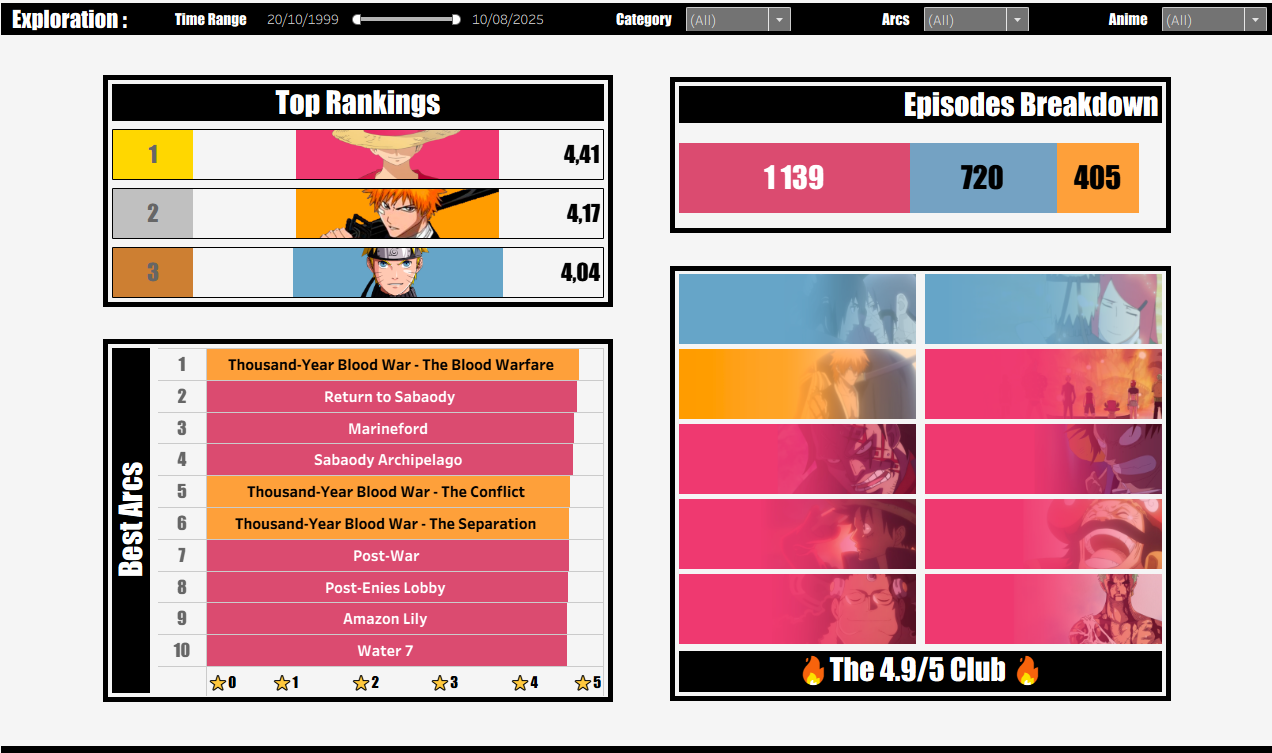 Exploration :
Time Range 20/10/1999 10/08/2025
Category (All)
Arcs (All)
Anime (All)
Top Rankings
1 4,41
2 4,17
3 4,04
Episodes Breakdown
1 139 720 405
Best Arcs
1 Thousand-Year Blood War - The Blood Warfare
2 Return to Sabaody
3 Marineford
4 Sabaody Archipelago
5 Thousand-Year Blood War - The Conflict
6 Thousand-Year Blood War - The Separation
7 Post-War
8 Post-Enies Lobby
9 Amazon Lily
10 Water 7
⭐0 ⭐1 ⭐2 ⭐3 ⭐4 ⭐5
🔥The 4.9/5 Club 🔥